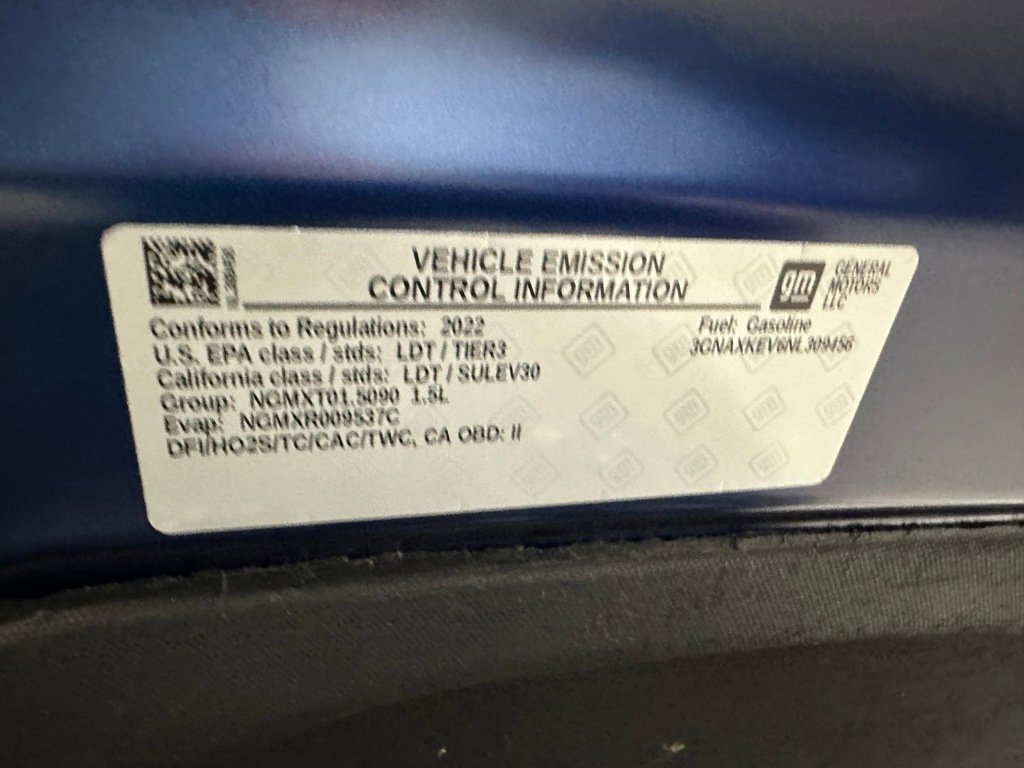 VEHICLE EMISSION
CONTROL INFORMATION
gm
GENERAL
MOTORS
LLC
Conforms to Regulations: 2022
Fuel: Gasoline
U.S. EPA class / stds: LDT / TIER3
3GNAXKEV6NL309456
California class / stds: LDT / SULEV30
Group: NGMXT01.5090 1.5L
Evap: NGMXR009537C
DFI/HO2S/TC/CAC/TWC, CA OBD: II